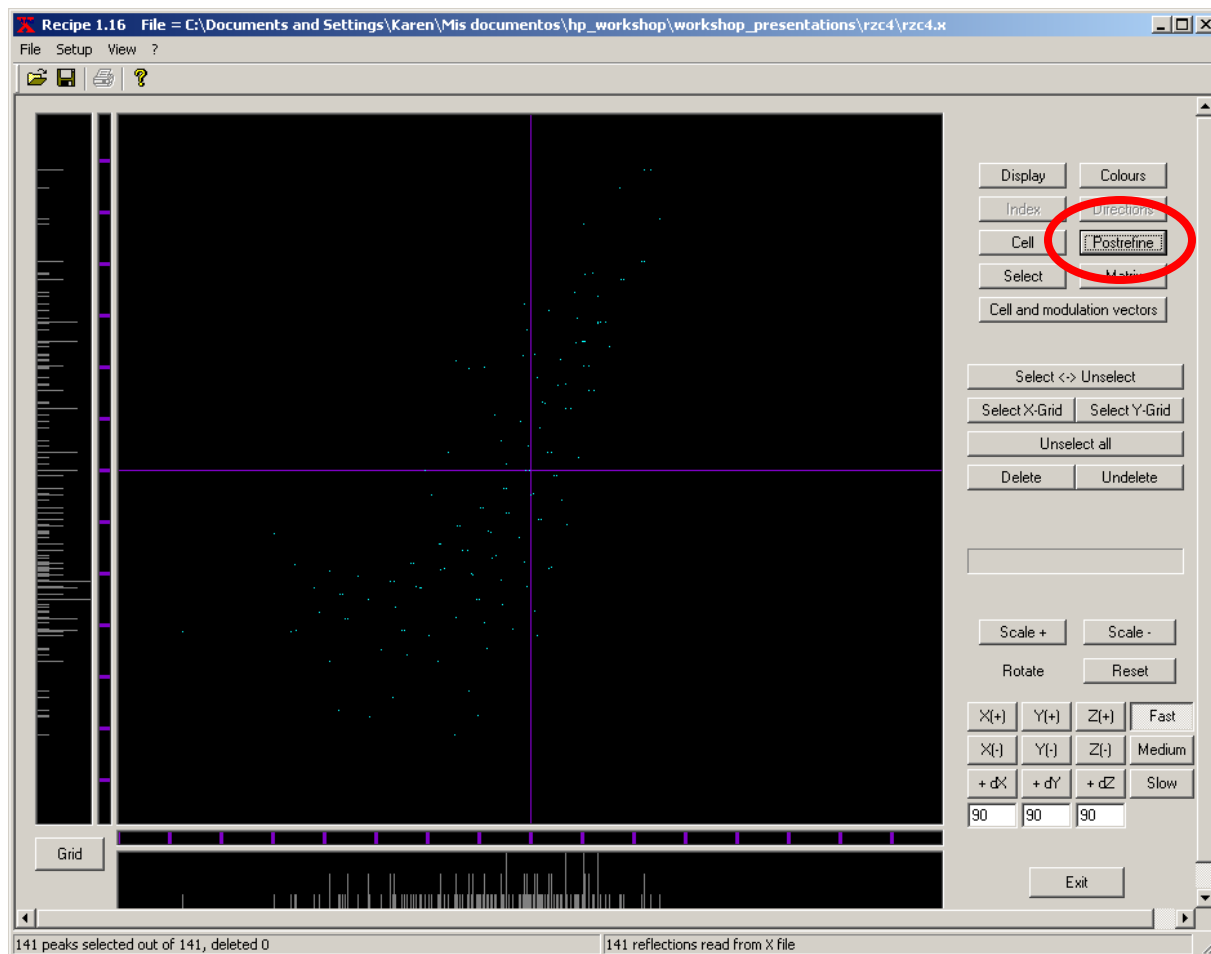 Recipe 1.16 File = C:\Documents and Settings\Karen\Mis documentos\hp_workshop\workshop_presentations\rzc4\rzc4.x
File Setup View ?
Display Colours
Index Directions
Cell Postrefine
Select Matrix
Cell and modulation vectors
Select <-> Unselect
Select X-Grid Select Y-Grid
Unselect all
Delete Undelete
Scale + Scale -
Rotate Reset
X(+) Y(+) Z(+) Fast
X(-) Y(-) Z(-) Medium
+ dX + dY + dZ Slow
90 90 90
Grid
Exit
141 peaks selected out of 141, deleted 0 141 reflections read from X file